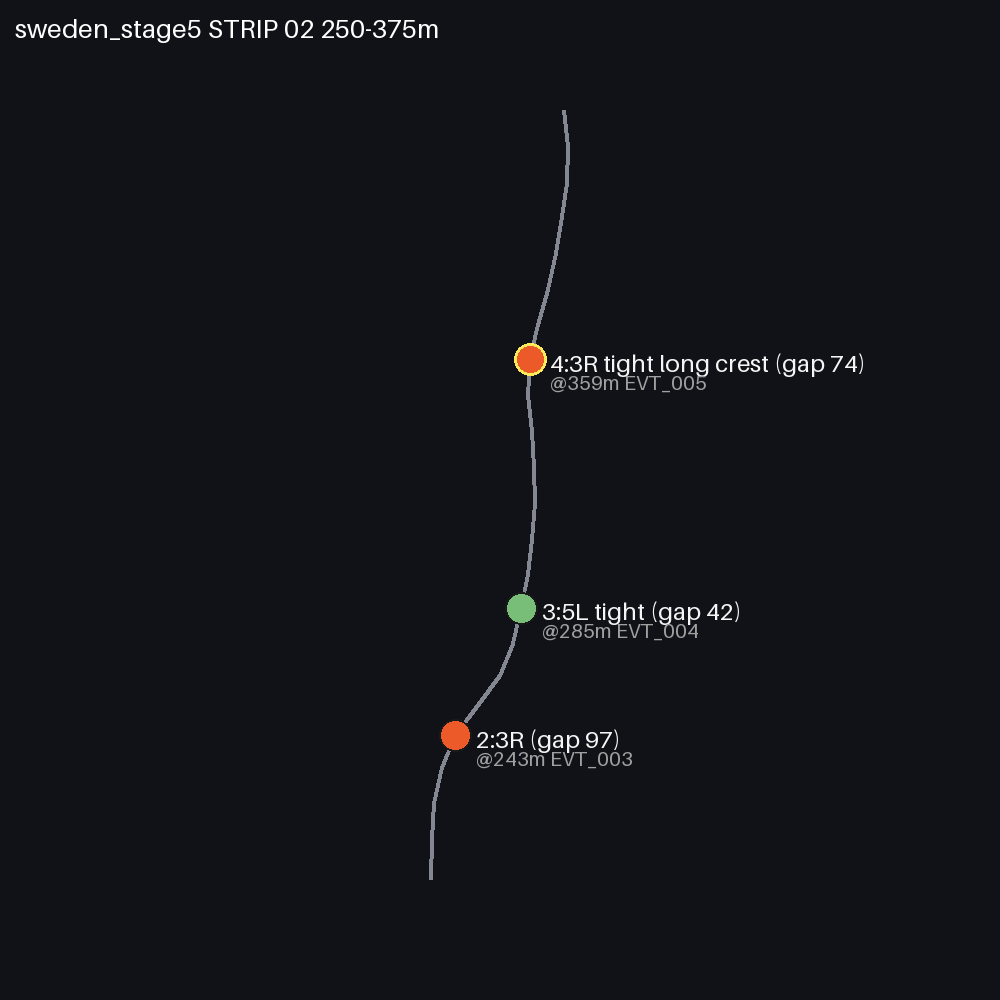 sweden_stage5 STRIP 02 250-375m
4:3R tight long crest (gap 74)
@359m EVT_005
3:5L tight (gap 42)
@285m EVT_004
2:3R (gap 97)
@243m EVT_003